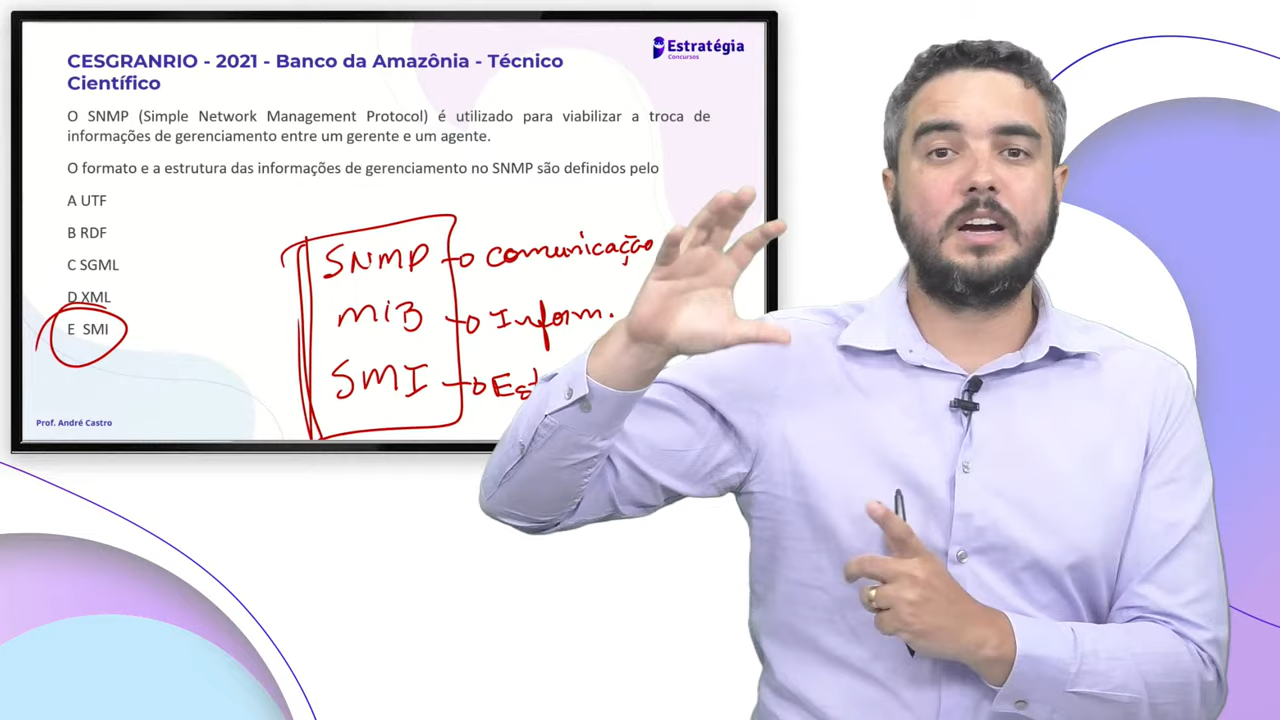 CESGRANRIO - 2021 - Banco da Amazônia - Técnico
Científico
Estratégia
Concursos
O SNMP (Simple Network Management Protocol) é utilizado para viabilizar a troca de
informações de gerenciamento entre um gerente e um agente.
O formato e a estrutura das informações de gerenciamento no SNMP são definidos pelo
A UTF
B RDF
C SGML
D XML
E SMI
SNMP comunicação
MiB Inform.
SMI Est
Prof. André Castro